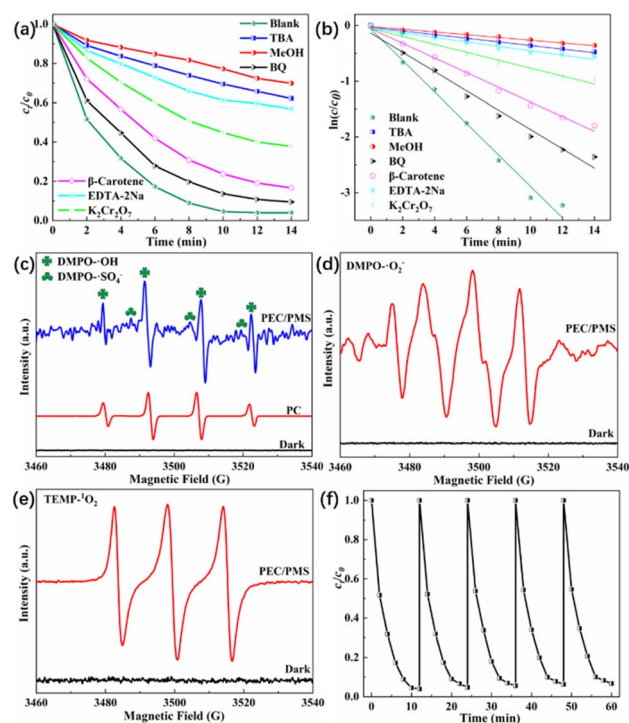 (a)
c/c0
1.0
0.8
0.6
0.4
0.2
0.0
Blank
TBA
MeOH
BQ
β-Carotene
EDTA-2Na
K2Cr2O7
0 2 4 6 8 10 12 14
Time (min)
(b)
ln(c/c0)
0
-1
-2
-3
Blank
TBA
MeOH
BQ
β-Carotene
EDTA-2Na
K2Cr2O7
0 2 4 6 8 10 12 14
Time (min)
(c)
DMPO-·OH
DMPO-·SO4-
PEC/PMS
PC
Dark
Intensity (a.u.)
3460 3480 3500 3520 3540
Magnetic Field (G)
(d)
DMPO-·O2-
PEC/PMS
Dark
Intensity (a.u.)
3460 3480 3500 3520 3540
Magnetic Field (G)
(e)
TEMP-1O2
PEC/PMS
Dark
Intensity (a.u.)
3460 3480 3500 3520 3540
Magnetic Field (G)
(f)
c/c0
1.0
0.8
0.6
0.4
0.2
0.0
0 10 20 30 40 50 60
Time (min)